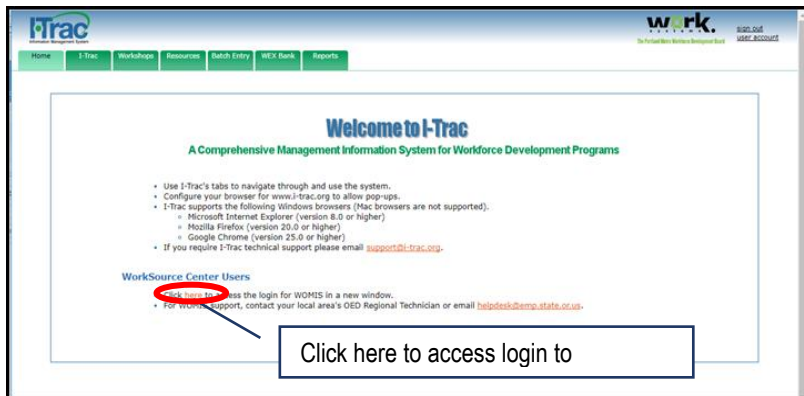 I-Trac
Information Management System
work.
systems
The Portland Metro Workforce Development Board
sign out
user account
Home I-Trac Workshops Resources Batch Entry WEX Bank Reports
Welcome to I-Trac
A Comprehensive Management Information System for Workforce Development Programs
• Use I-Trac's tabs to navigate through and use the system.
• Configure your browser for www.i-trac.org to allow pop-ups.
• I-Trac supports the following Windows browsers (Mac browsers are not supported).
Microsoft Internet Explorer (version 8.0 or higher)
Mozilla Firefox (version 20.0 or higher)
Google Chrome (version 25.0 or higher)
• If you require I-Trac technical support please email support@i-trac.org.
WorkSource Center Users
Click here to access the login for WOMIS in a new window.
• For WOMIS support, contact your local area's OED Regional Technician or email helpdesk@emp.state.or.us.
Click here to access login to